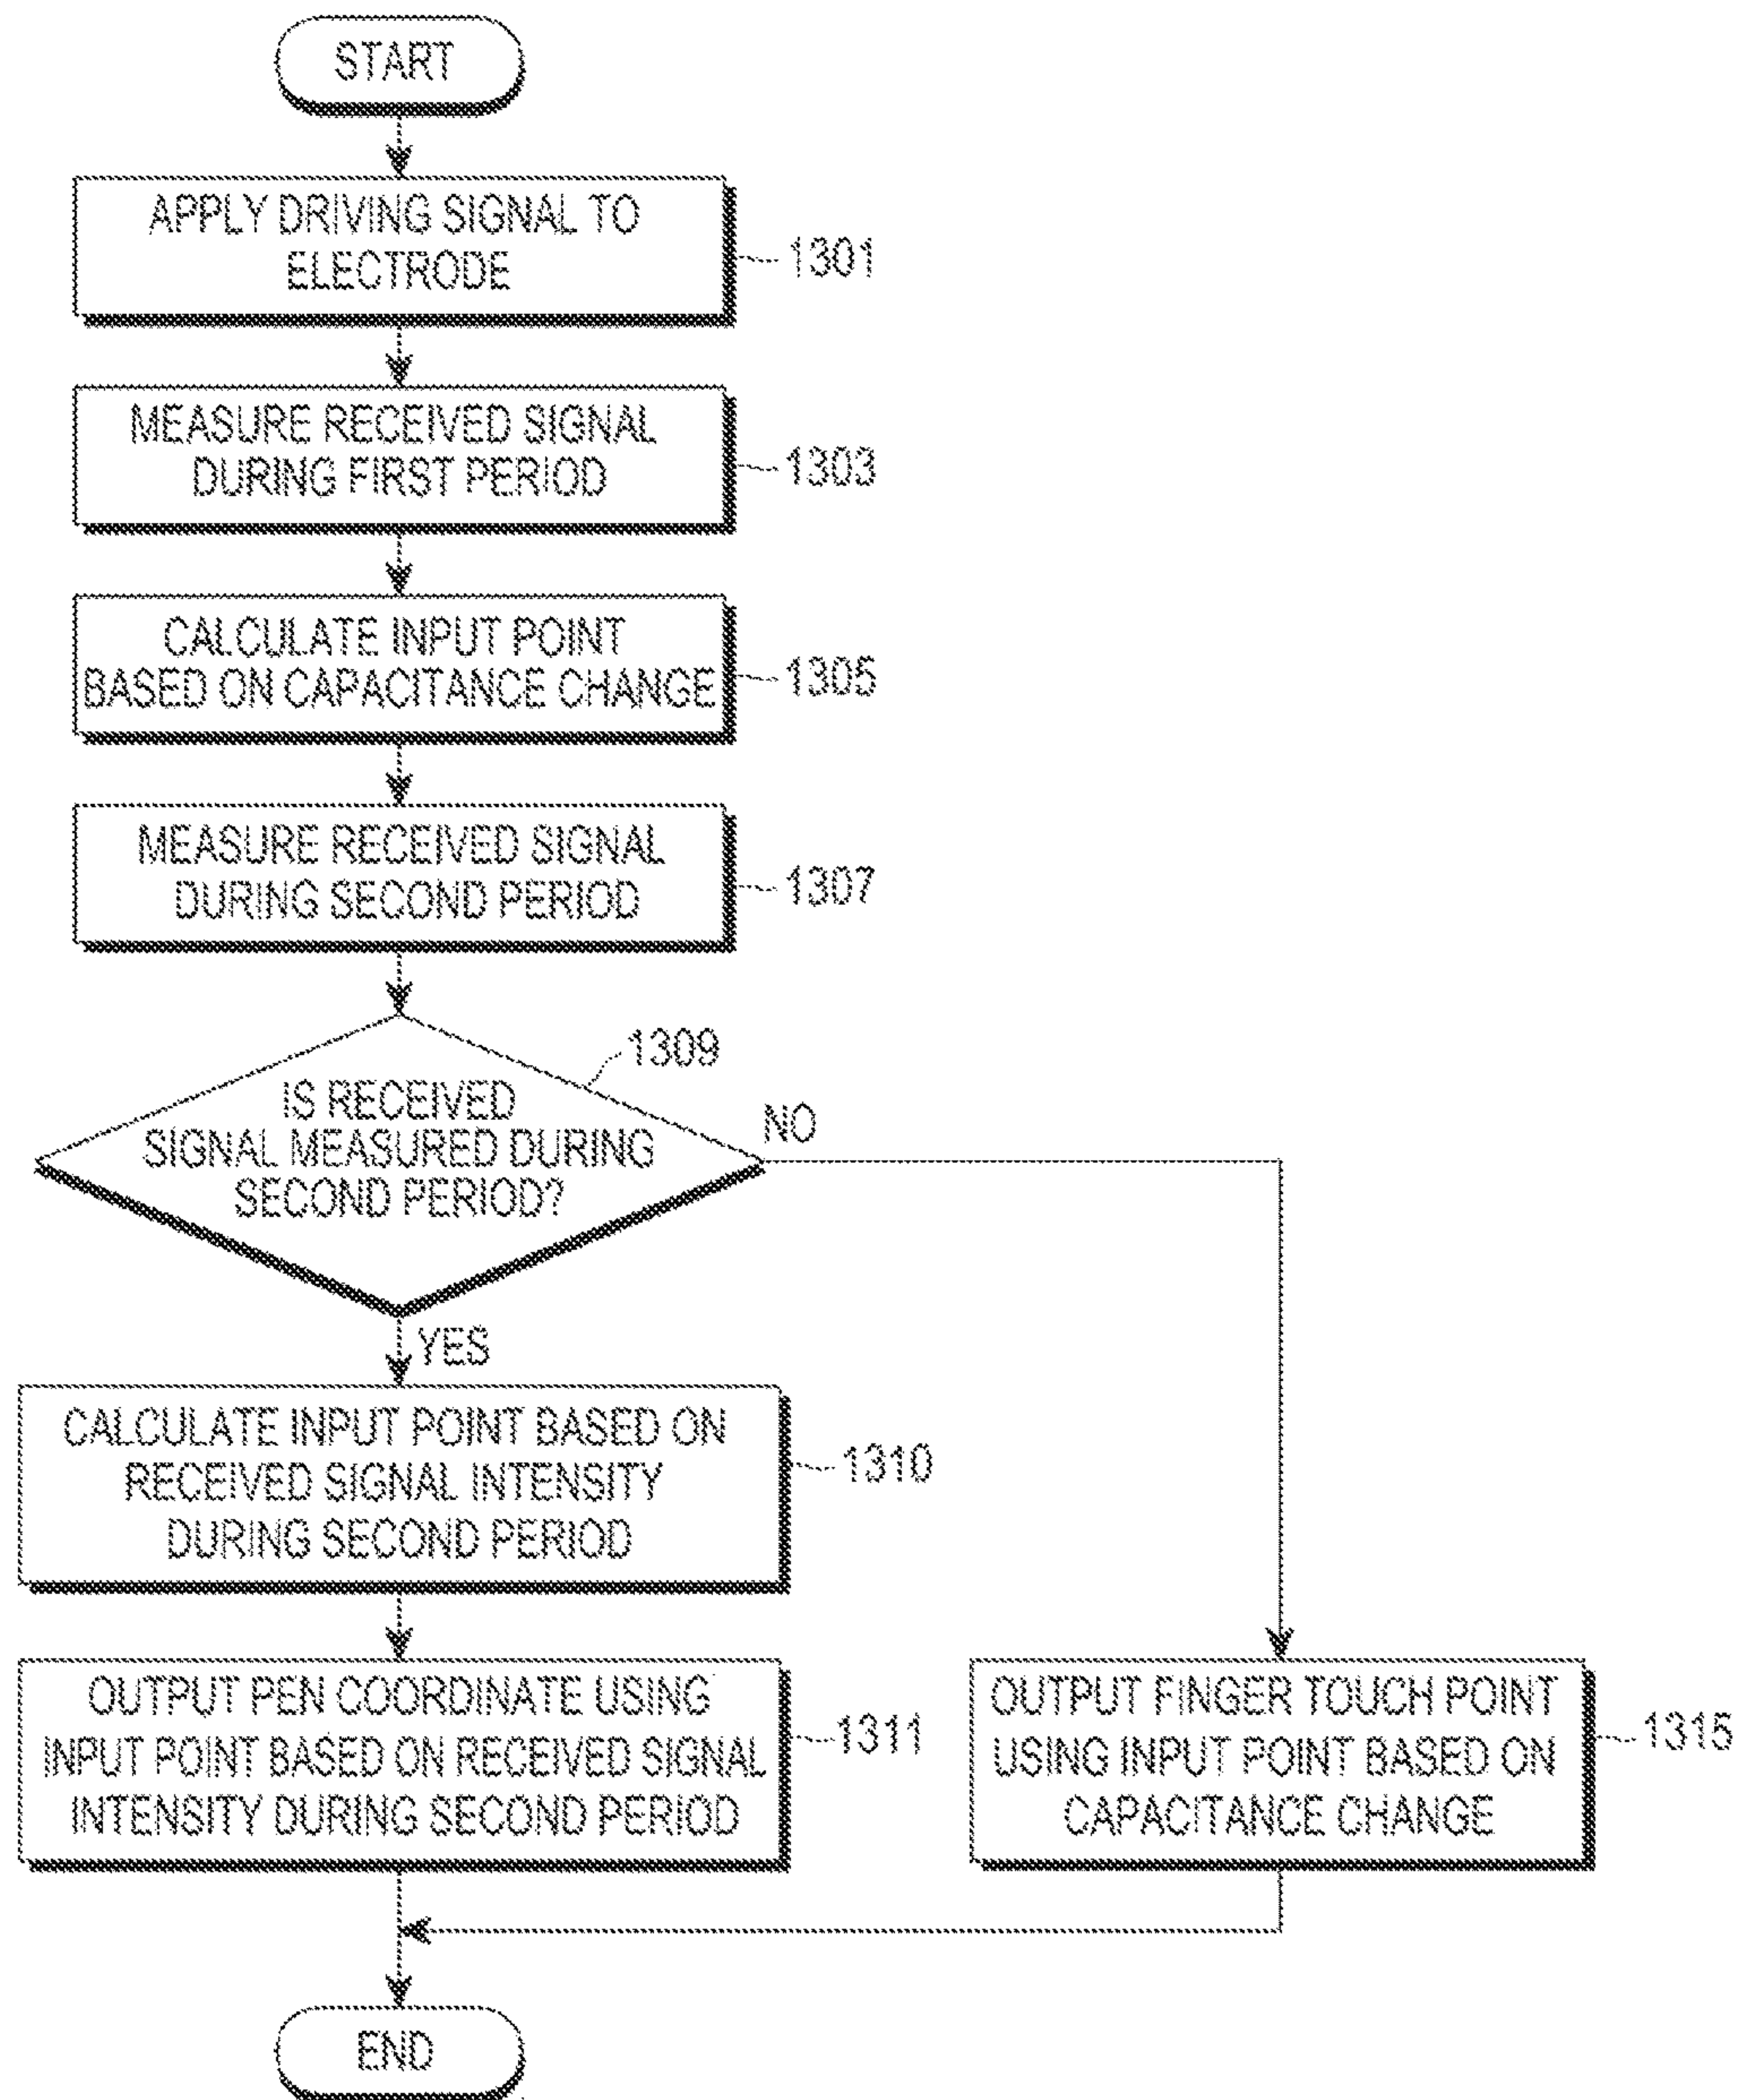 START
APPLY DRIVING SIGNAL TO
ELECTRODE
1301
MEASURE RECEIVED SIGNAL
DURING FIRST PERIOD
1303
CALCULATE INPUT POINT
BASED ON CAPACITANCE CHANGE
1305
MEASURE RECEIVED SIGNAL
DURING SECOND PERIOD
1307
1309
IS RECEIVED
SIGNAL MEASURED DURING
SECOND PERIOD?
NO
YES
CALCULATE INPUT POINT BASED ON
RECEIVED SIGNAL INTENSITY
DURING SECOND PERIOD
1310
OUTPUT PEN COORDINATE USING
INPUT POINT BASED ON RECEIVED SIGNAL
INTENSITY DURING SECOND PERIOD
1311
OUTPUT FINGER TOUCH POINT
USING INPUT POINT BASED ON
CAPACITANCE CHANGE
1315
END